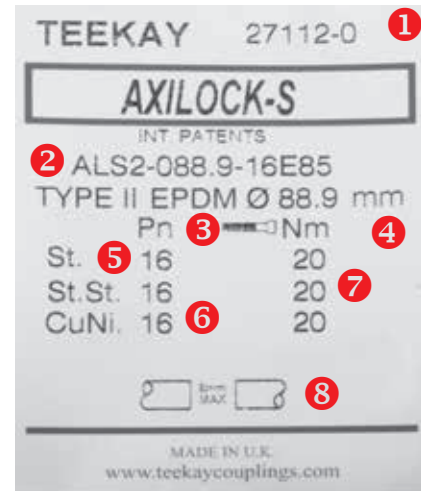 TEEKAY 27112-0 1
AXILOCK-S
INT. PATENTS
2 ALS2-088.9-16E85
TYPE II EPDM Ø 88.9 mm
Pn 3 Nm 4
St. 5 16 20
St.St. 16 20 7
CuNi. 16 6 20
MAX 8
MADE IN U.K.
www.teekaycouplings.com